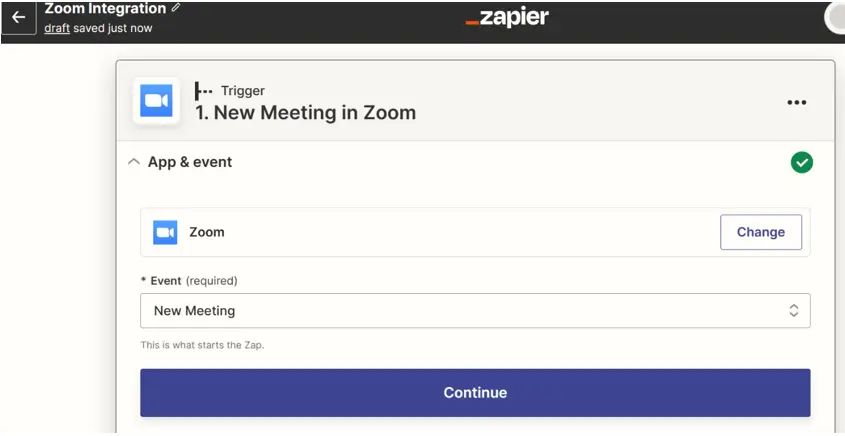 Zoom Integration
draft saved just now
zapier
Trigger
1. New Meeting in Zoom
App & event
Zoom
Change
* Event (required)
New Meeting
This is what starts the Zap.
Continue